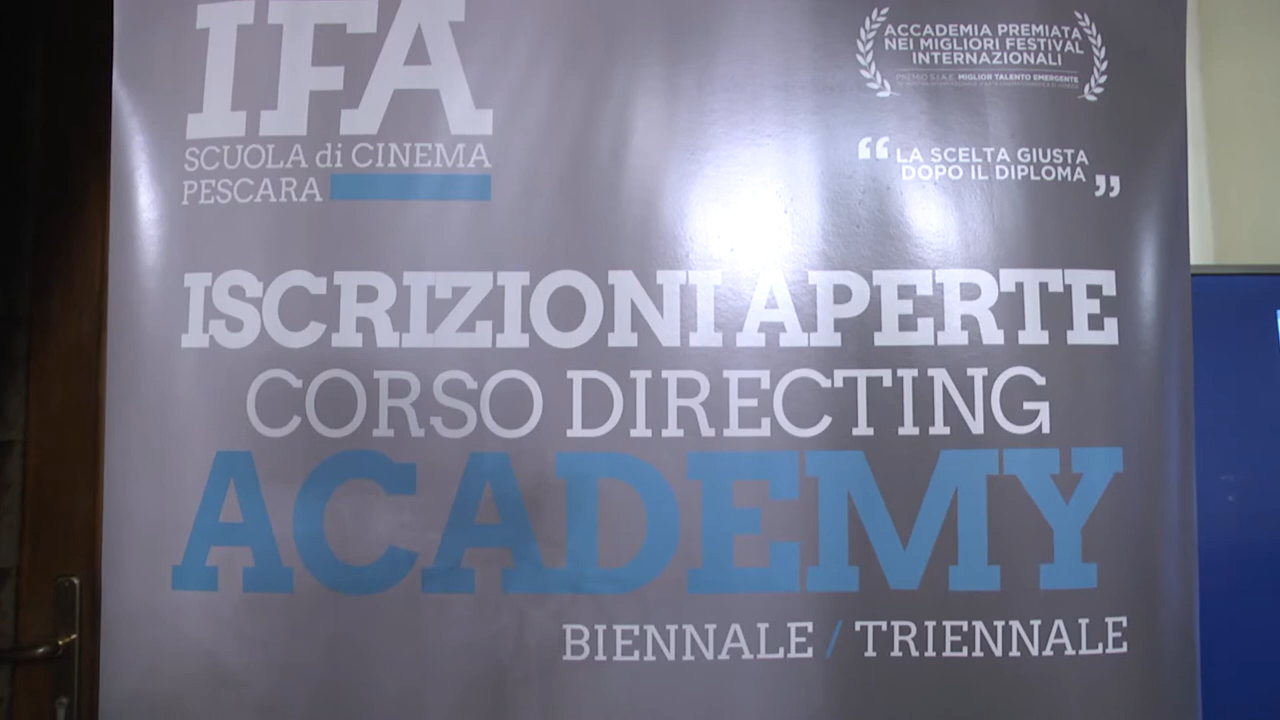 IFA
SCUOLA di CINEMA
PESCARA
ACCADEMIA PREMIATA
NEI MIGLIORI FESTIVAL
INTERNAZIONALI
PREMIO S.I.A.E. MIGLIOR TALENTO EMERGENTE
“ LA SCELTA GIUSTA
DOPO IL DIPLOMA ”
ISCRIZIONI APERTE
CORSO DIRECTING
ACADEMY
BIENNALE / TRIENNALE